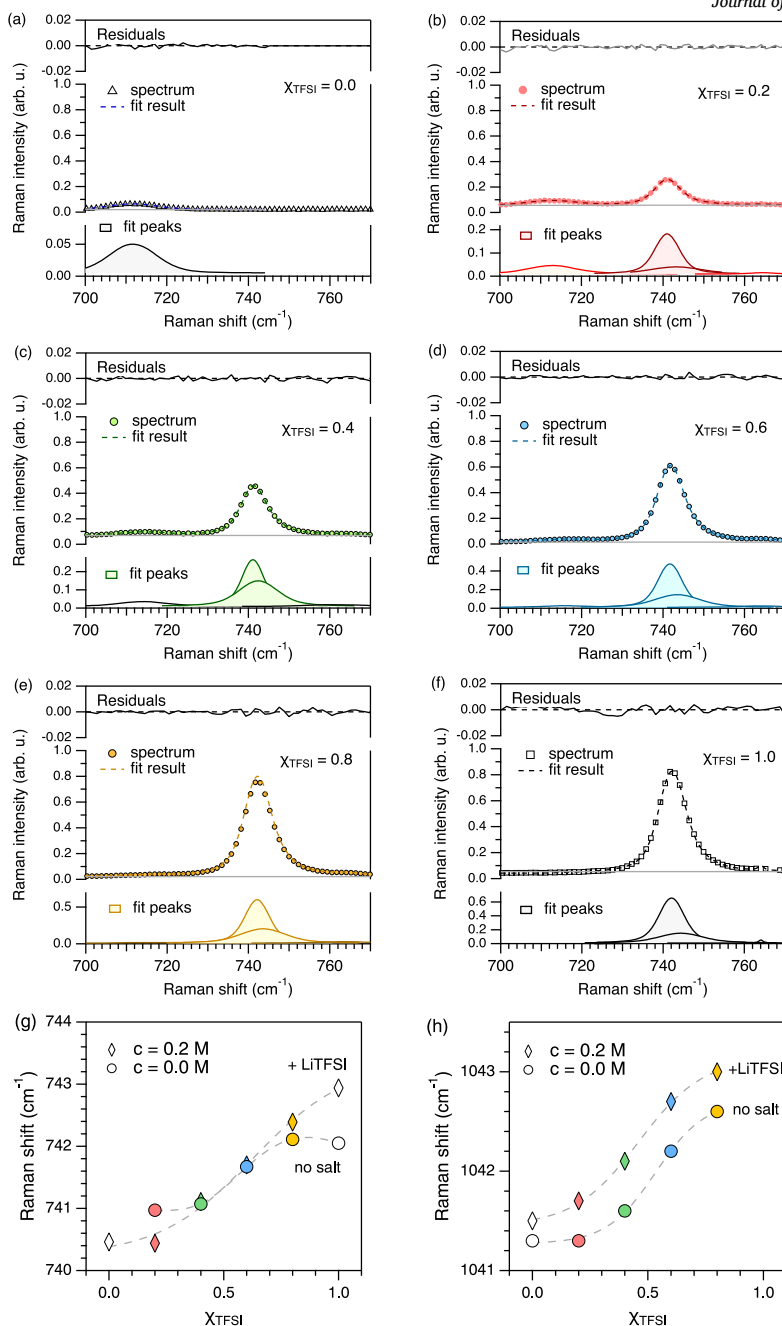 Journal of
(a)
Residuals
0.02
0.00
-0.02
Raman intensity (arb. u.)
1.0
0.8
0.6
0.4
0.2
0.0
spectrum
fit result
χTFSI = 0.0
fit peaks
0.05
0.00
700 720 740 760
Raman shift (cm⁻¹)
(b)
Residuals
0.02
0.00
-0.02
Raman intensity (arb. u.)
1.0
0.8
0.6
0.4
0.2
0.0
spectrum
fit result
χTFSI = 0.2
fit peaks
0.2
0.1
0.0
700 720 740 760
Raman shift (cm⁻¹)
(c)
Residuals
0.02
0.00
-0.02
Raman intensity (arb. u.)
1.0
0.8
0.6
0.4
0.2
0.0
spectrum
fit result
χTFSI = 0.4
fit peaks
0.2
0.1
0.0
700 720 740 760
Raman shift (cm⁻¹)
(d)
Residuals
0.02
0.00
-0.02
Raman intensity (arb. u.)
1.0
0.8
0.6
0.4
0.2
0.0
spectrum
fit result
χTFSI = 0.6
fit peaks
0.4
0.2
0.0
700 720 740 760
Raman shift (cm⁻¹)
(e)
Residuals
0.02
0.00
-0.02
Raman intensity (arb. u.)
1.0
0.8
0.6
0.4
0.2
0.0
spectrum
fit result
χTFSI = 0.8
fit peaks
0.5
0.0
700 720 740 760
Raman shift (cm⁻¹)
(f)
Residuals
0.02
0.00
-0.02
Raman intensity (arb. u.)
1.0
0.8
0.6
0.4
0.2
0.0
spectrum
fit result
χTFSI = 1.0
fit peaks
0.6
0.4
0.2
0.0
700 720 740 760
Raman shift (cm⁻¹)
(g)
744
743
742
741
740
Raman shift (cm⁻¹)
c = 0.2 M
c = 0.0 M
+ LiTFSI
no salt
0.0 0.5 1.0
χTFSI
(h)
1043
1042
1041
Raman shift (cm⁻¹)
c = 0.2 M
c = 0.0 M
+LiTFSI
no salt
0.0 0.5 1.0
χTFSI